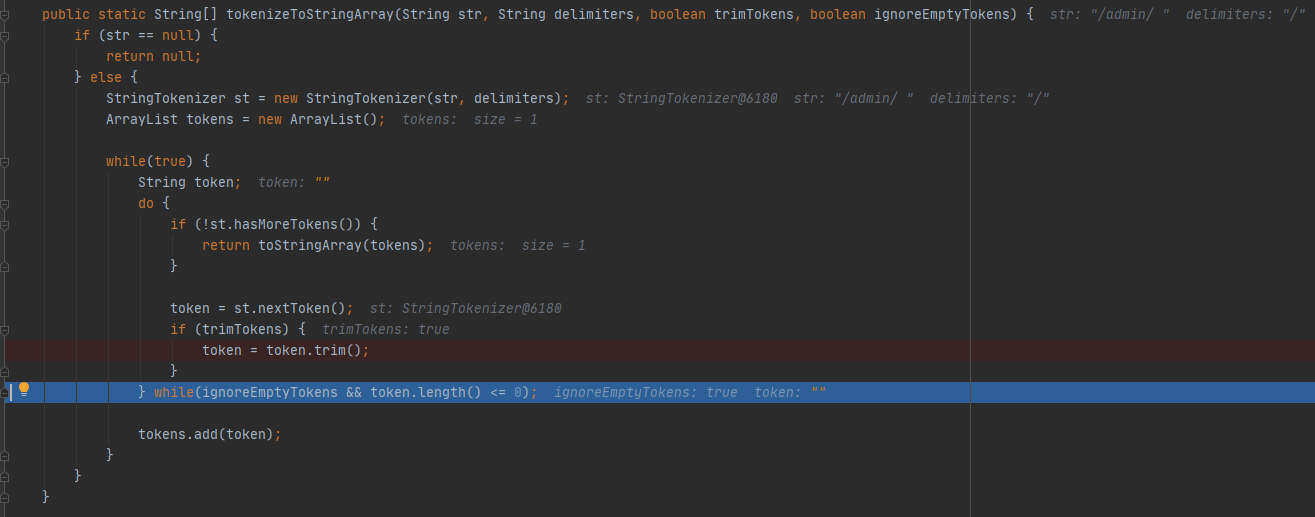 public static String[] tokenizeToStringArray(String str, String delimiters, boolean trimTokens, boolean ignoreEmptyTokens) {  str: "/admin/ "  delimiters: "/"
if (str == null) {
return null;
} else {
StringTokenizer st = new StringTokenizer(str, delimiters);  st: StringTokenizer@6180  str: "/admin/ "  delimiters: "/"
ArrayList tokens = new ArrayList();  tokens:  size = 1
while(true) {
String token;  token: ""
do {
if (!st.hasMoreTokens()) {
return toStringArray(tokens);  tokens:  size = 1
}
token = st.nextToken();  st: StringTokenizer@6180
if (trimTokens) {  trimTokens: true
token = token.trim();
}
} while(ignoreEmptyTokens && token.length() <= 0);  ignoreEmptyTokens: true  token: ""
tokens.add(token);
}
}
}